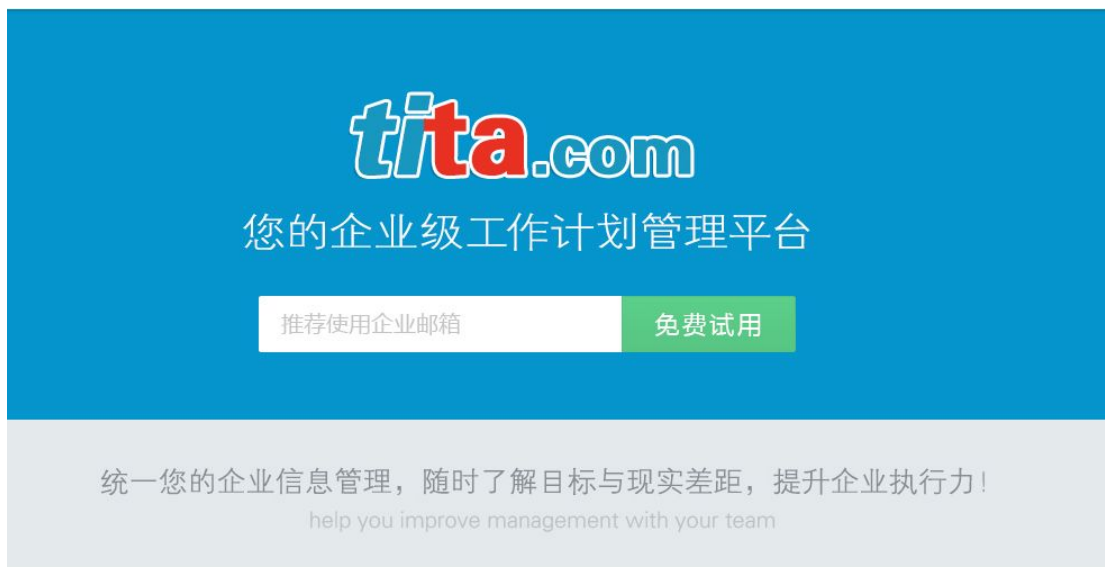 tita.com
您的企业级工作计划管理平台
推荐使用企业邮箱
免费试用
统一您的企业信息管理，随时了解目标与现实差距，提升企业执行力！
help you improve management with your team